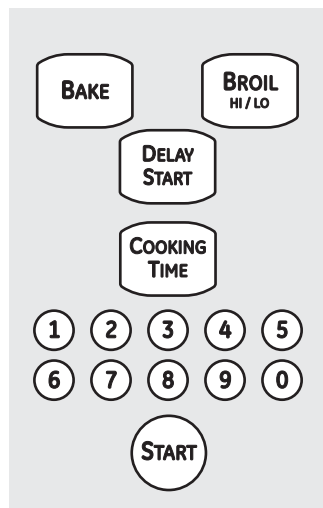 BAKE
BROIL
HI / LO
DELAY
START
COOKING
TIME
1 2 3 4 5
6 7 8 9 0
START